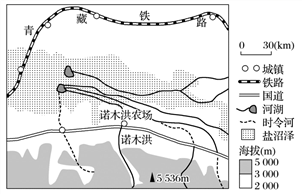 青藏铁路
诺木洪农场
诺木洪
5 536m
0 30(km)
城镇
铁路
国道
河湖
时令河
盐沼泽
海拔(m)
5 000
3 000
2 000